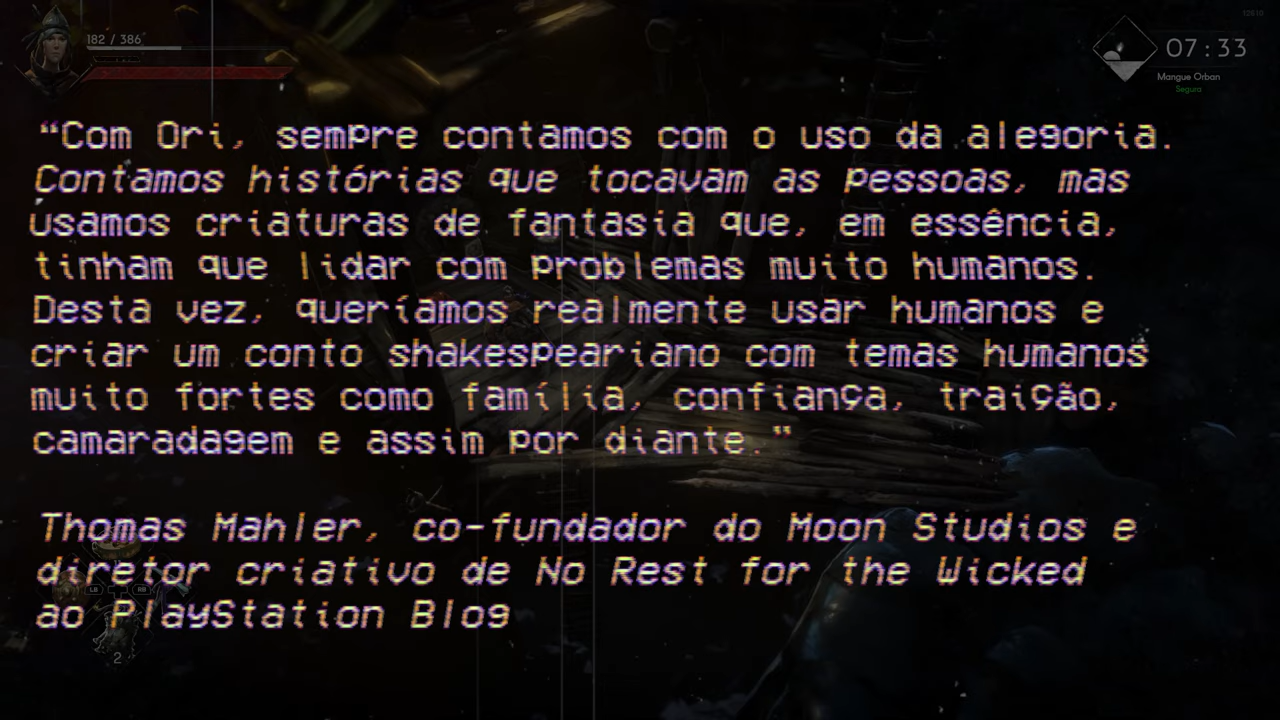 182 / 386
12610
07:33
Mangue Orban
Segura
“Com Ori, sempre contamos com o uso da alegoria.
Contamos histórias que tocavam as pessoas, mas
usamos criaturas de fantasia que, em essência,
tinham que lidar com problemas muito humanos.
Desta vez, queríamos realmente usar humanos e
criar um conto shakespeariano com temas humanos
muito fortes como família, confiança, traição,
camaradagem e assim por diante."
Thomas Mahler, co-fundador do Moon Studios e
diretor criativo de No Rest for the Wicked
ao PlayStation Blog
LB
RB
2